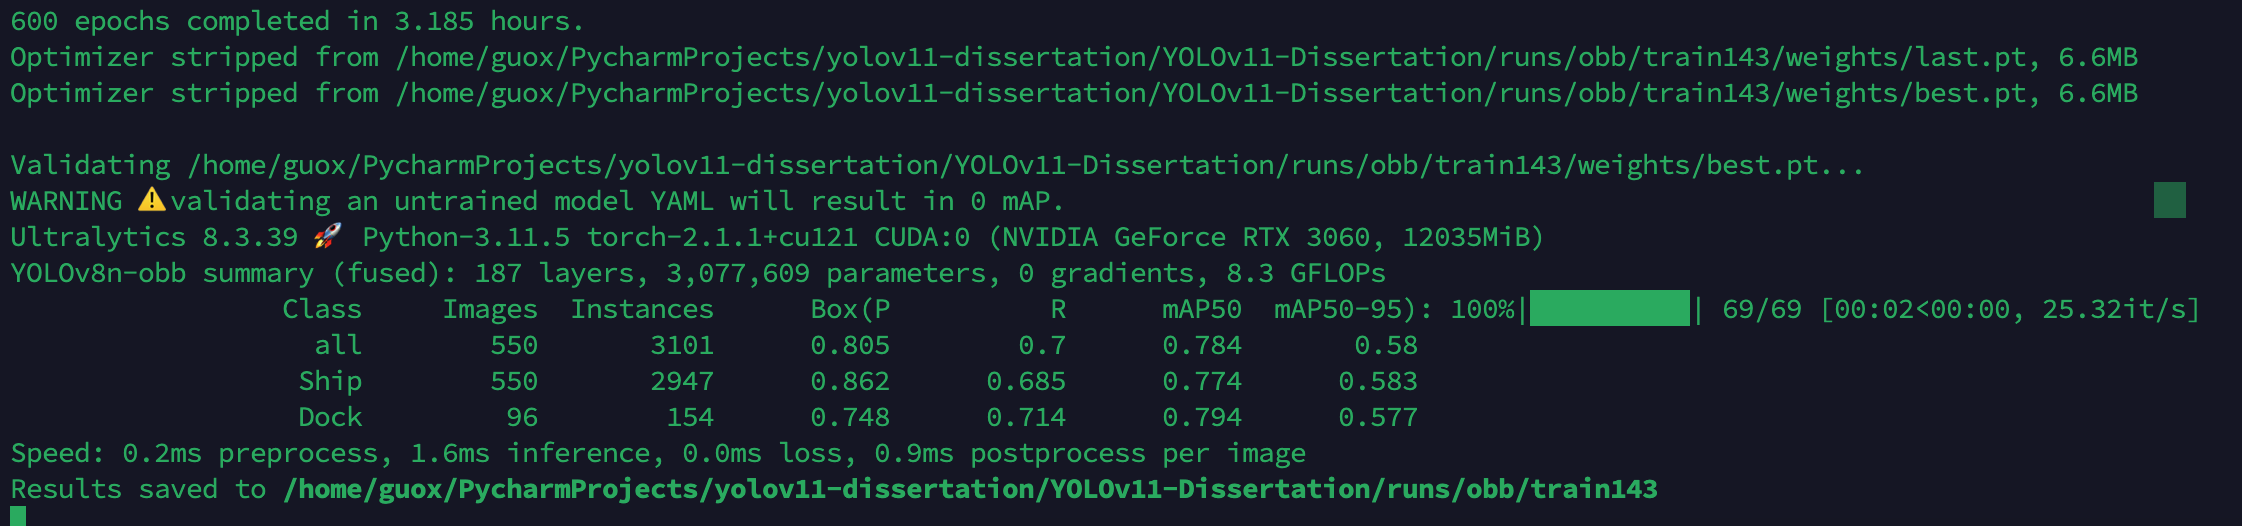 600 epochs completed in 3.185 hours.
Optimizer stripped from /home/guox/PycharmProjects/yolov11-dissertation/YOLOv11-Dissertation/runs/obb/train143/weights/last.pt, 6.6MB
Optimizer stripped from /home/guox/PycharmProjects/yolov11-dissertation/YOLOv11-Dissertation/runs/obb/train143/weights/best.pt, 6.6MB
Validating /home/guox/PycharmProjects/yolov11-dissertation/YOLOv11-Dissertation/runs/obb/train143/weights/best.pt...
WARNING ⚠️validating an untrained model YAML will result in 0 mAP.
Ultralytics 8.3.39 🚀 Python-3.11.5 torch-2.1.1+cu121 CUDA:0 (NVIDIA GeForce RTX 3060, 12035MiB)
YOLOv8n-obb summary (fused): 187 layers, 3,077,609 parameters, 0 gradients, 8.3 GFLOPs
Class Images Instances Box(P R mAP50 mAP50-95): 100%|██████████| 69/69 [00:02<00:00, 25.32it/s]
all 550 3101 0.805 0.7 0.784 0.58
Ship 550 2947 0.862 0.685 0.774 0.583
Dock 96 154 0.748 0.714 0.794 0.577
Speed: 0.2ms preprocess, 1.6ms inference, 0.0ms loss, 0.9ms postprocess per image
Results saved to /home/guox/PycharmProjects/yolov11-dissertation/YOLOv11-Dissertation/runs/obb/train143